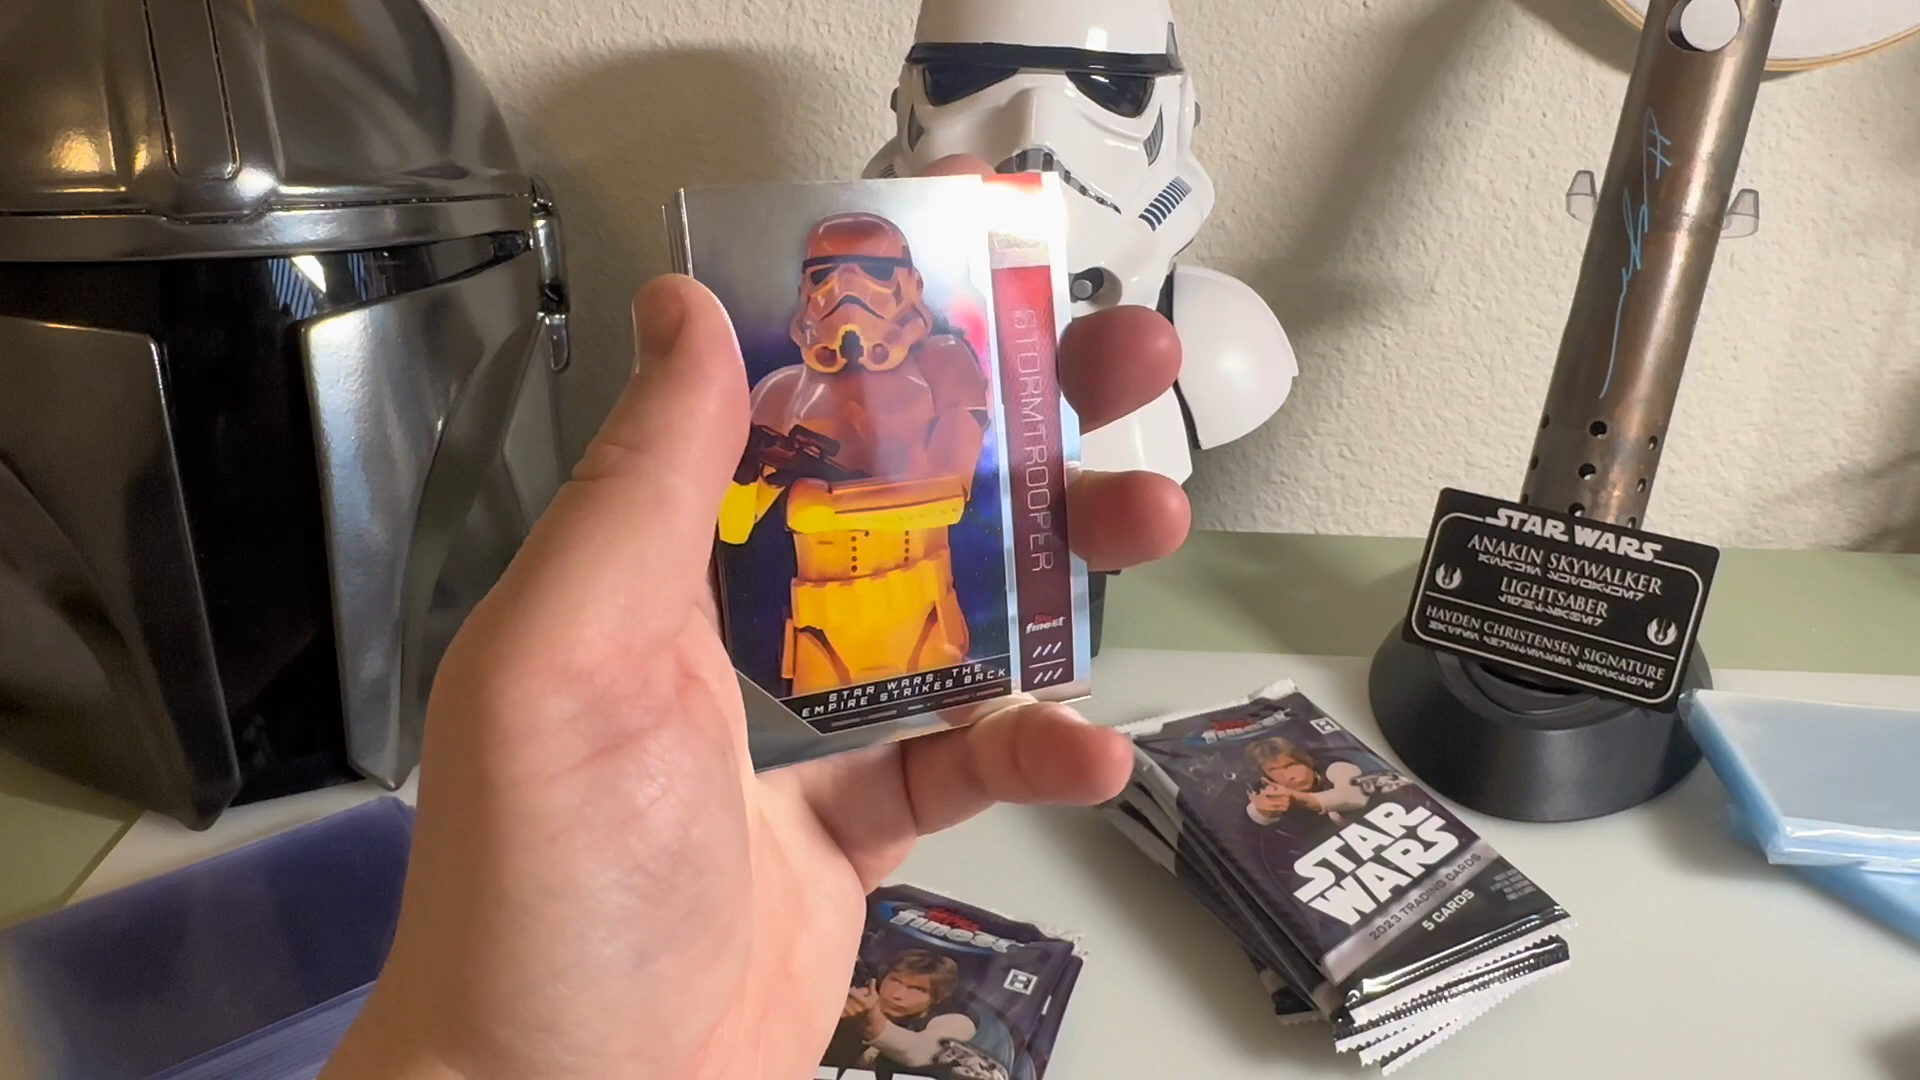 STORMTROOPER
finest
STAR WARS: THE
EMPIRE STRIKES BACK
STAR WARS
ANAKIN SKYWALKER
LIGHTSABER
HAYDEN CHRISTENSEN SIGNATURE
finest
STAR
WARS
2023 TRADING CARDS
5 CARDS
finest